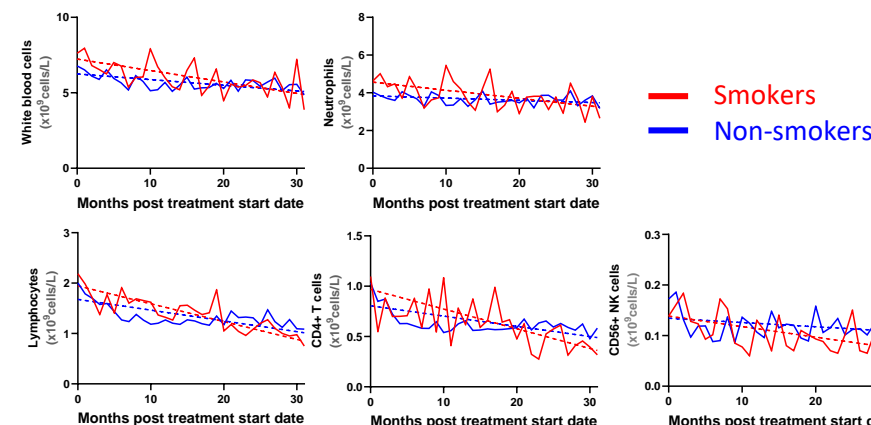 White blood cells
(x10⁹cells/L)
10
5
0
0 10 20 30
Months post treatment start date
Neutrophils
(x10⁹cells/L)
8
6
4
2
0
0 10 20 30
Months post treatment start date
Smokers
Non-smokers
Lymphocytes
(x10⁹cells/L)
3
2
1
0
0 10 20 30
Months post treatment start date
CD4+ T cells
(x10⁹cells/L)
1.5
1.0
0.5
0.0
0 10 20 30
Months post treatment start date
CD56+ NK cells
(x10⁹cells/L)
0.3
0.2
0.1
0.0
0 10 20
Months post treatment start da